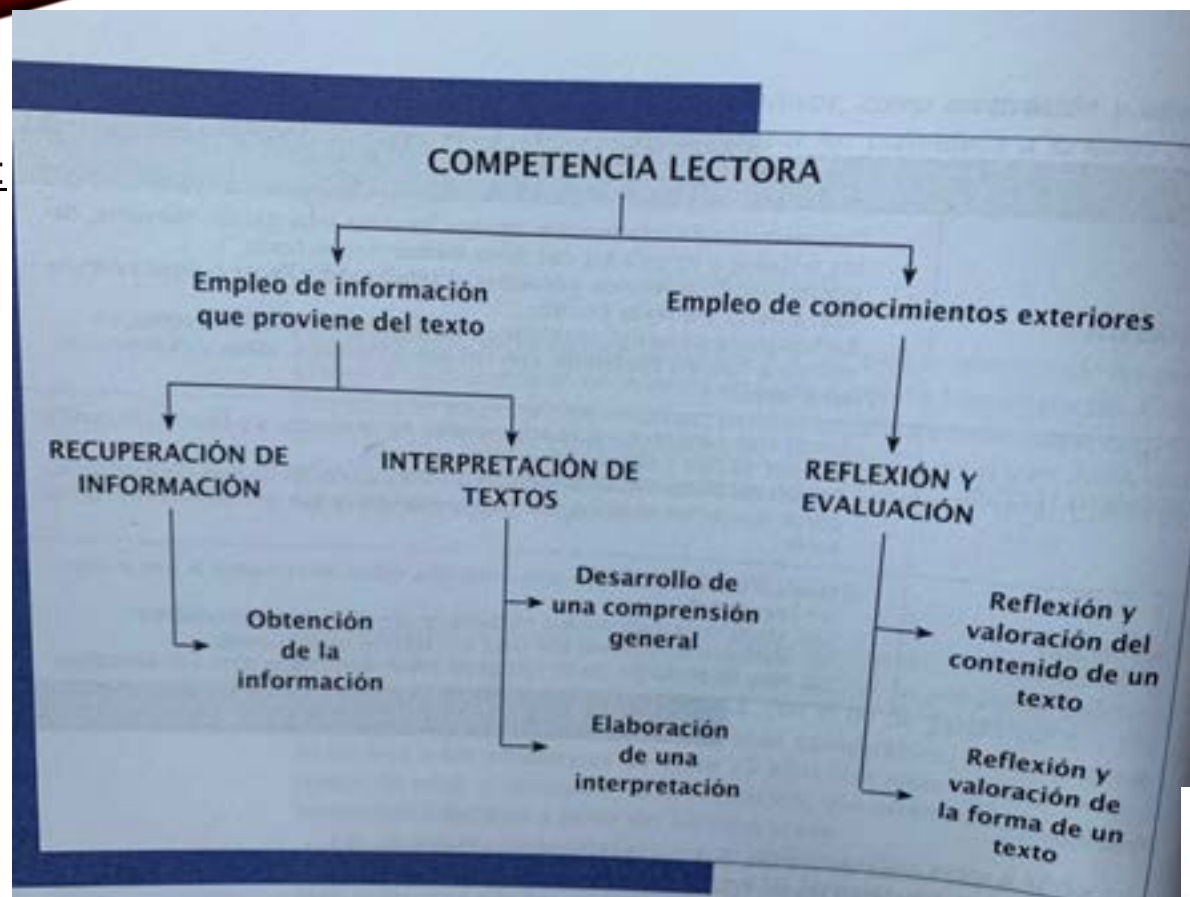 COMPETENCIA LECTORA
Empleo de información
que proviene del texto
Empleo de conocimientos exteriores
RECUPERACIÓN DE
INFORMACIÓN
INTERPRETACIÓN DE
TEXTOS
REFLEXIÓN Y
EVALUACIÓN
Obtención
de la
información
Desarrollo de
una comprensión
general
Elaboración
de una
interpretación
Reflexión y
valoración del
contenido de un
texto
Reflexión y
valoración de
la forma de un
texto